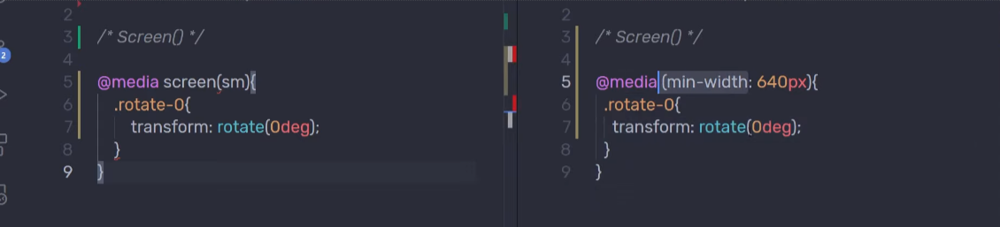 2
3 /* Screen() */
4
5 @media screen(sm){
6 .rotate-0{
7 transform: rotate(0deg);
8 }
9 }
2
2
3 /* Screen() */
4
5 @media (min-width: 640px){
6 .rotate-0{
7 transform: rotate(0deg);
8 }
9 }